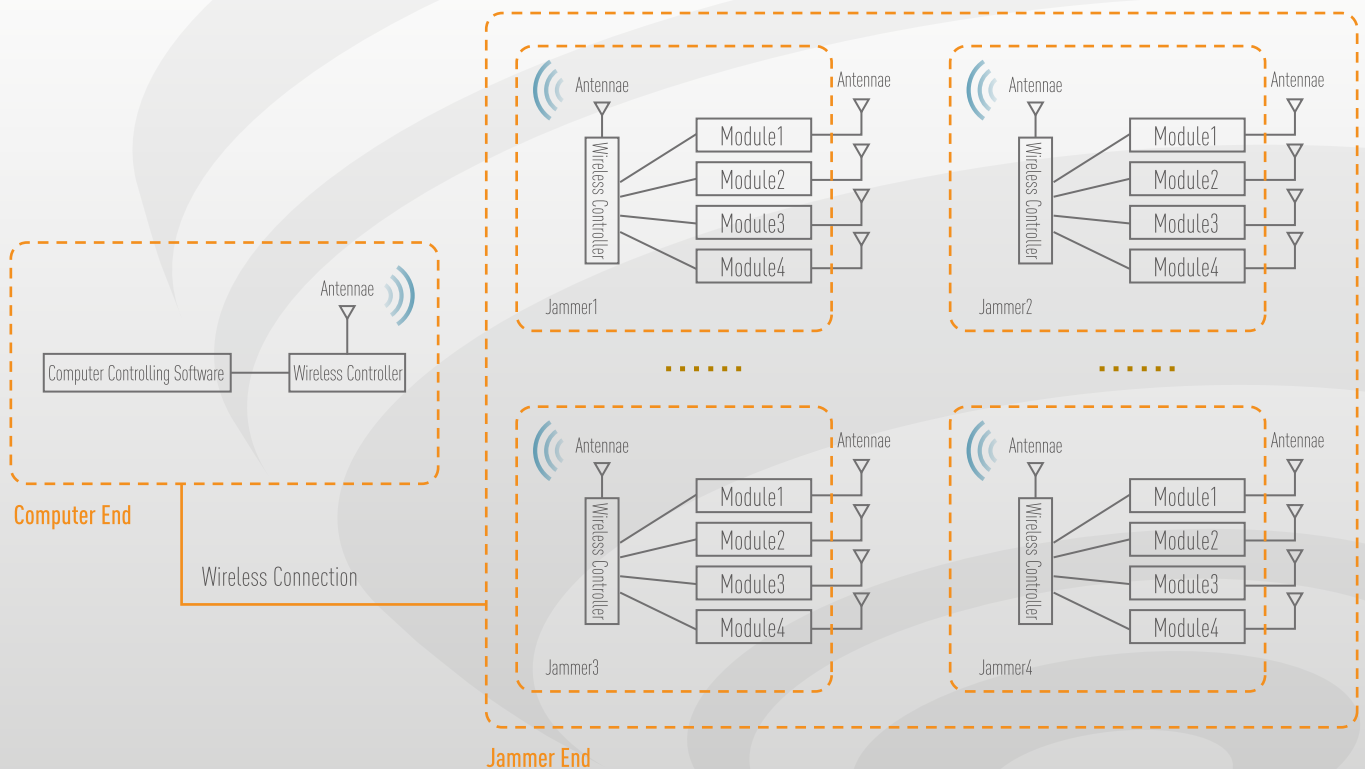 Computer Controlling Software
Antennae
Wireless Controller
Computer End
Wireless Connection
Antennae
Wireless Controller
Module1
Module2
Module3
Module4
Antennae
Jammer1
Antennae
Wireless Controller
Module1
Module2
Module3
Module4
Antennae
Jammer2
Antennae
Wireless Controller
Module1
Module2
Module3
Module4
Antennae
Jammer3
Antennae
Wireless Controller
Module1
Module2
Module3
Module4
Antennae
Jammer4
Jammer End